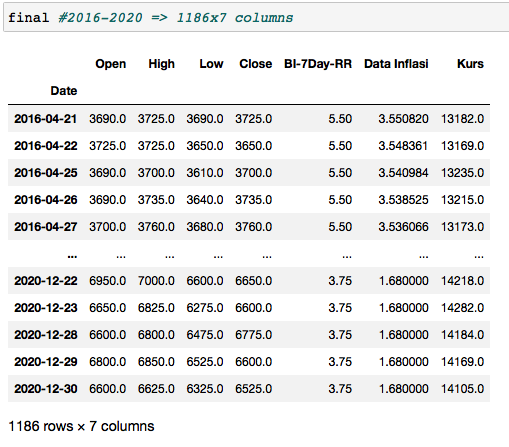 final #2016-2020 => 1186x7 columns
Open High Low Close BI-7Day-RR Data Inflasi Kurs
Date
2016-04-21 3690.0 3725.0 3690.0 3725.0 5.50 3.550820 13182.0
2016-04-22 3725.0 3725.0 3650.0 3650.0 5.50 3.548361 13169.0
2016-04-25 3690.0 3700.0 3610.0 3700.0 5.50 3.540984 13235.0
2016-04-26 3690.0 3735.0 3640.0 3735.0 5.50 3.538525 13215.0
2016-04-27 3700.0 3760.0 3680.0 3760.0 5.50 3.536066 13173.0
... ... ... ... ... ... ... ...
2020-12-22 6950.0 7000.0 6600.0 6650.0 3.75 1.680000 14218.0
2020-12-23 6650.0 6825.0 6275.0 6600.0 3.75 1.680000 14282.0
2020-12-28 6600.0 6800.0 6475.0 6775.0 3.75 1.680000 14184.0
2020-12-29 6800.0 6850.0 6525.0 6600.0 3.75 1.680000 14169.0
2020-12-30 6600.0 6625.0 6325.0 6525.0 3.75 1.680000 14105.0
1186 rows × 7 columns